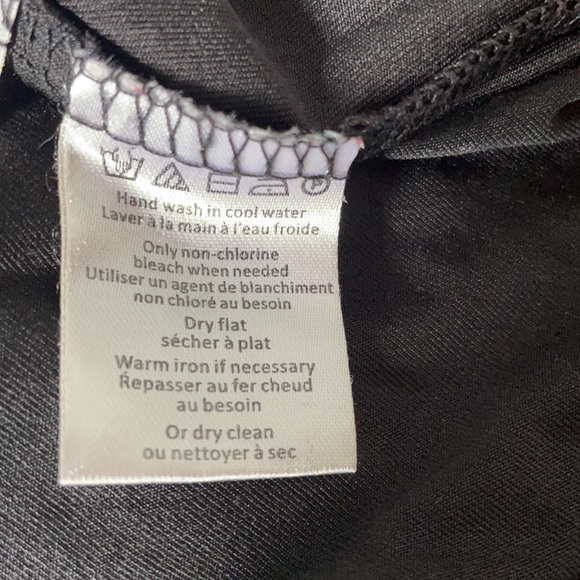 Hand wash in cool water
Laver à la main à l'eau froide
Only non-chlorine
bleach when needed
Utiliser un agent de blanchiment
non chloré au besoin
Dry flat
sécher à plat
Warm iron if necessary
Repasser au fer cheud
au besoin
Or dry clean
ou nettoyer à sec